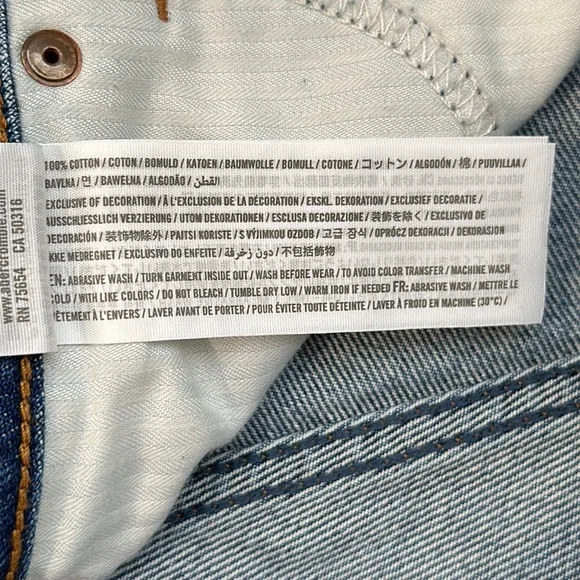 100% COTTON / COTON / BOMULD / KATOEN / BAUMWOLLE / BOMULL / COTONE / コットン / ALGODÓN / 棉 / PUUVILLAA /
BAVLNA / 면 / BAWEŁNA / ALGODÃO / القطن /
EXCLUSIVE OF DECORATION / À L'EXCLUSION DE LA DÉCORATION / EKSKL. DEKORATION / EXCLUSIEF DECORATIE /
AUSSCHLIESSLICH VERZIERUNG / UTOM DEKORATIONEN / ESCLUSA DECORAZIONE / 装飾を除く / EXCLUSIVO DE
DECORACIÓN / 装饰物除外 / PAITSI KORISTE / S VÝJIMKOU OZDOB / 고급 장식 / OPRÓCZ DEKORACJI / DEKORASJON
IKKE MEDREGNET / EXCLUSIVO DO ENFEITE / دون زخرفة / 不包括飾物
EN: ABRASIVE WASH / TURN GARMENT INSIDE OUT / WASH BEFORE WEAR / TO AVOID COLOR TRANSFER / MACHINE WASH
COLD / WITH LIKE COLORS / DO NOT BLEACH / TUMBLE DRY LOW / WARM IRON IF NEEDED FR: ABRASIVE WASH / METTRE LE
VÊTEMENT À L'ENVERS / LAVER AVANT DE PORTER / POUR ÉVITER TOUTE DÉTEINTE / LAVER À FROID EN MACHINE (30°C) /
www.abercrombie.com
RN 75654 CA 50318